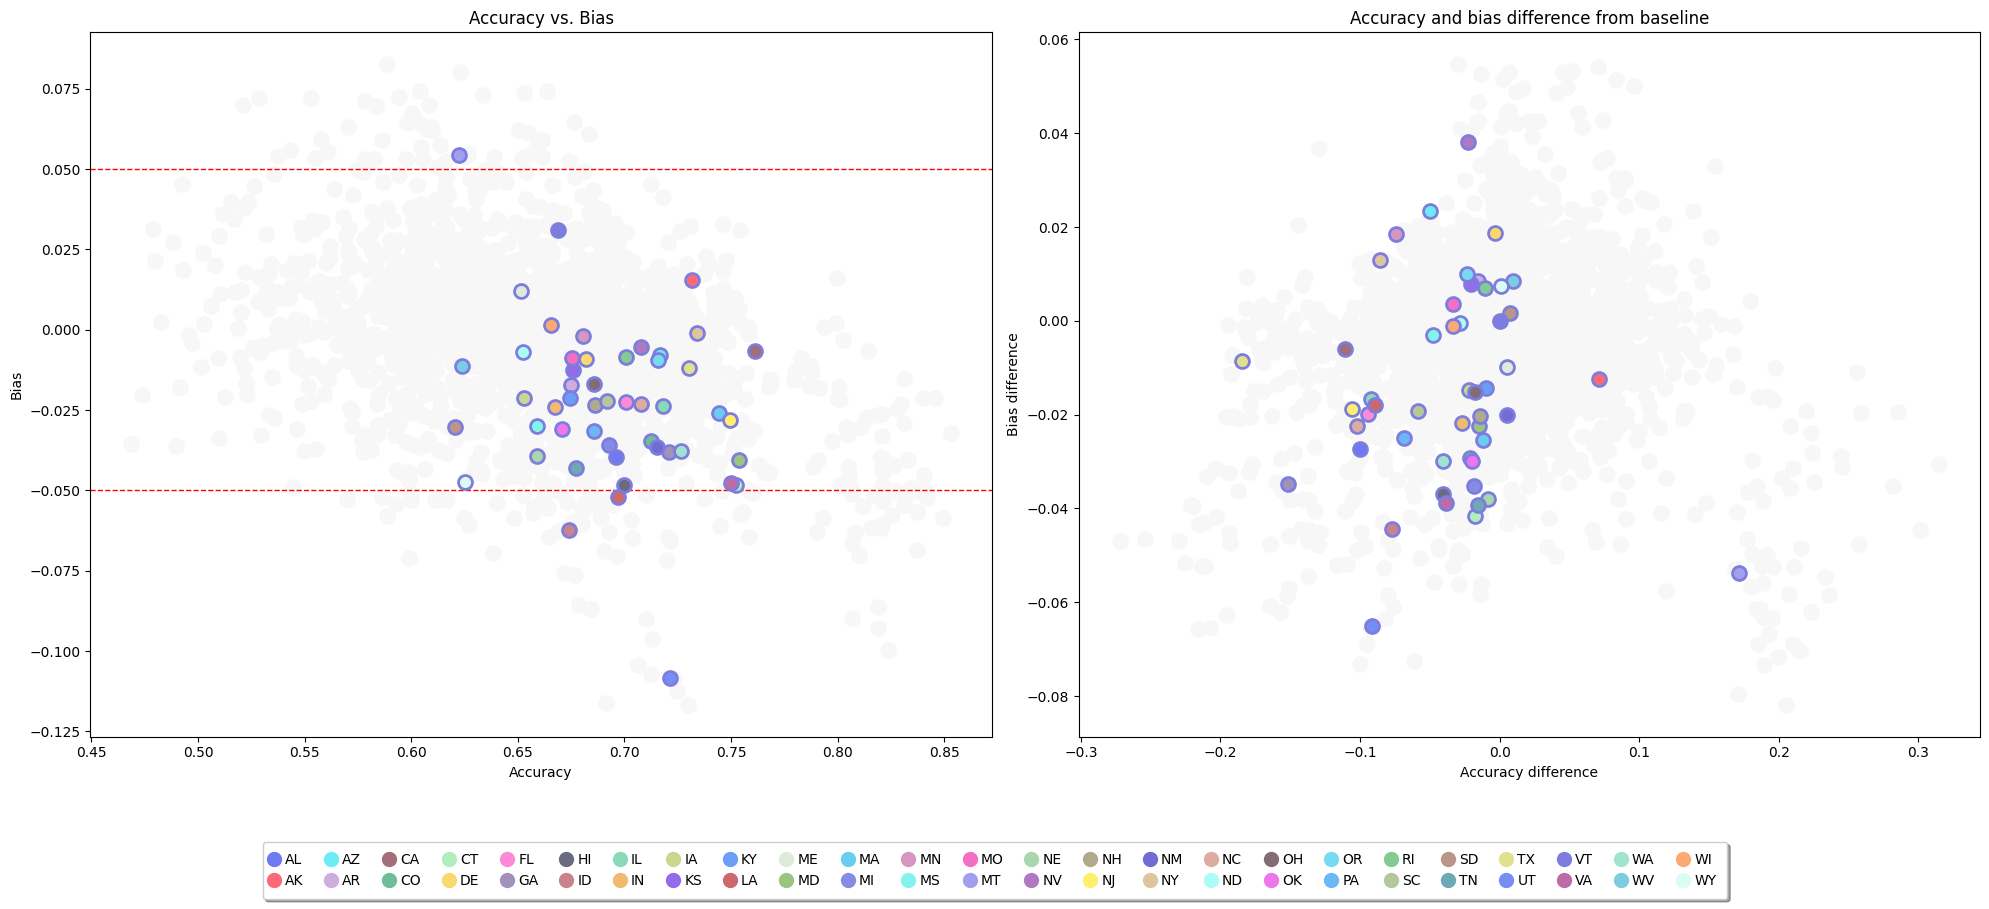 Accuracy vs. Bias
0.075
0.050
0.025
0.000
−0.025
−0.050
−0.075
−0.100
−0.125
Bias
0.45 0.50 0.55 0.60 0.65 0.70 0.75 0.80 0.85
Accuracy
Accuracy and bias difference from baseline
0.06
0.04
0.02
0.00
−0.02
−0.04
−0.06
−0.08
Bias difference
−0.3 −0.2 −0.1 0.0 0.1 0.2 0.3
Accuracy difference
AL AZ CA CT FL HI IL IA KY ME MA MN MO NE NH NM NC OH OR RI SD TX VT WA WI
AK AR CO DE GA ID IN KS LA MD MI MS MT NV NJ NY ND OK PA SC TN UT VA WV WY